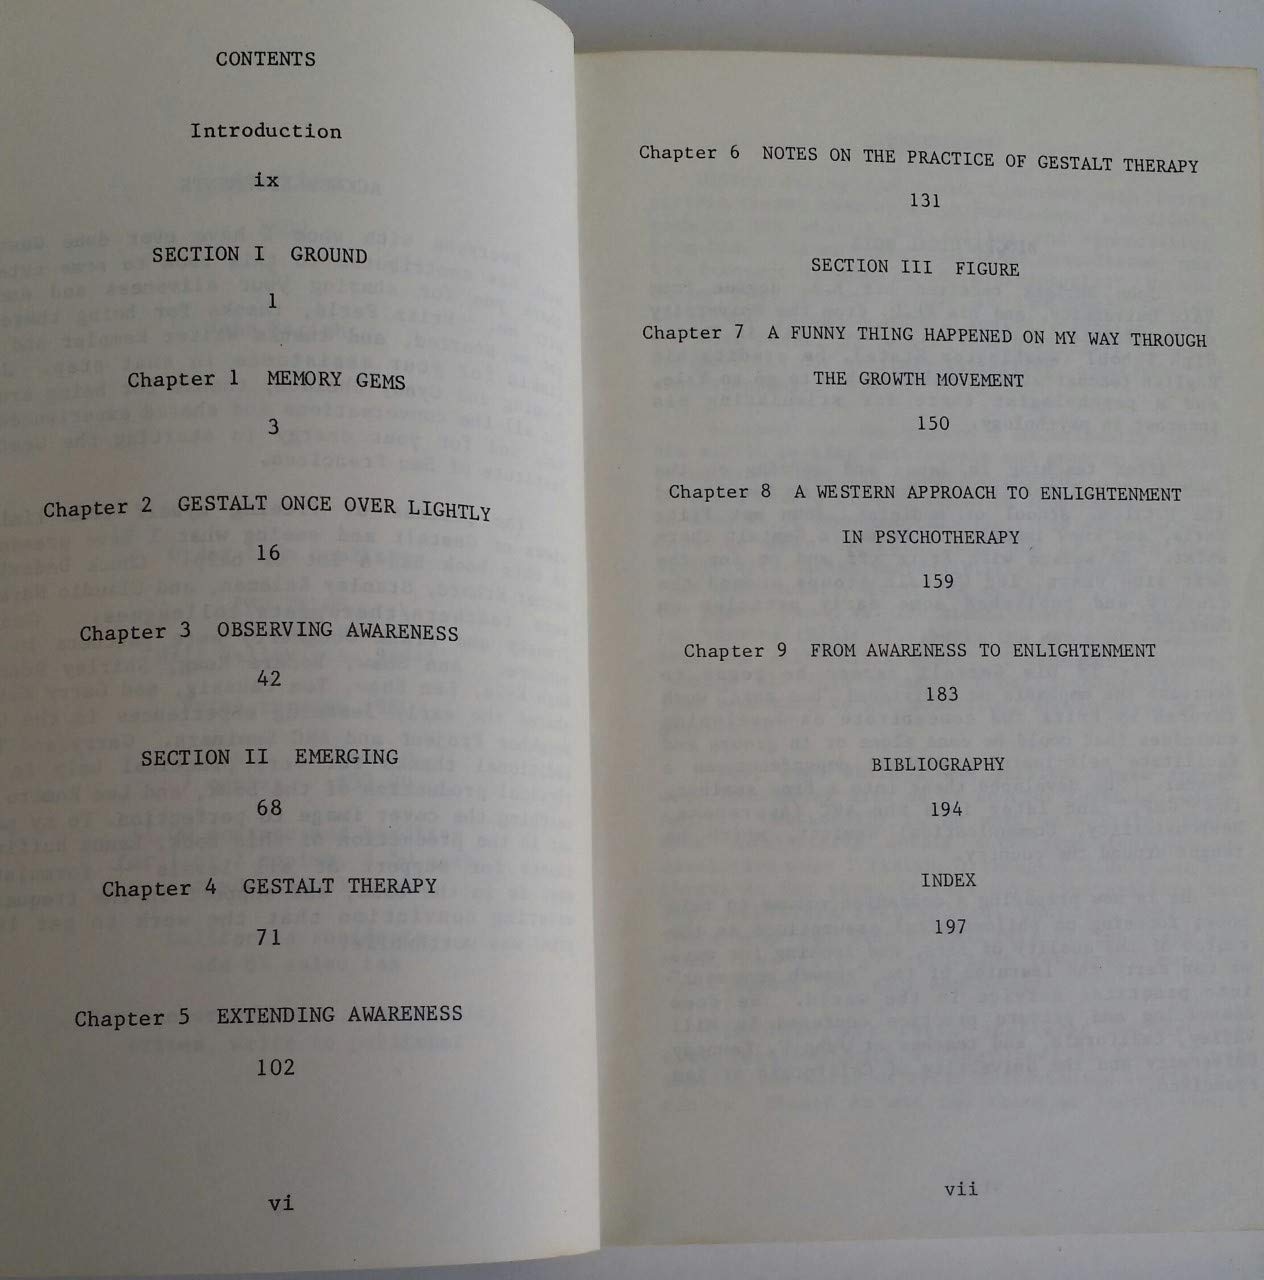 CONTENTS
Introduction
ix
SECTION I GROUND
1
Chapter 1 MEMORY GEMS
3
Chapter 2 GESTALT ONCE OVER LIGHTLY
16
Chapter 3 OBSERVING AWARENESS
42
SECTION II EMERGING
68
Chapter 4 GESTALT THERAPY
71
Chapter 5 EXTENDING AWARENESS
102
vi
Chapter 6 NOTES ON THE PRACTICE OF GESTALT THERAPY
131
SECTION III FIGURE
Chapter 7 A FUNNY THING HAPPENED ON MY WAY THROUGH
THE GROWTH MOVEMENT
150
Chapter 8 A WESTERN APPROACH TO ENLIGHTENMENT
IN PSYCHOTHERAPY
159
Chapter 9 FROM AWARENESS TO ENLIGHTENMENT
183
BIBLIOGRAPHY
194
INDEX
197
vii